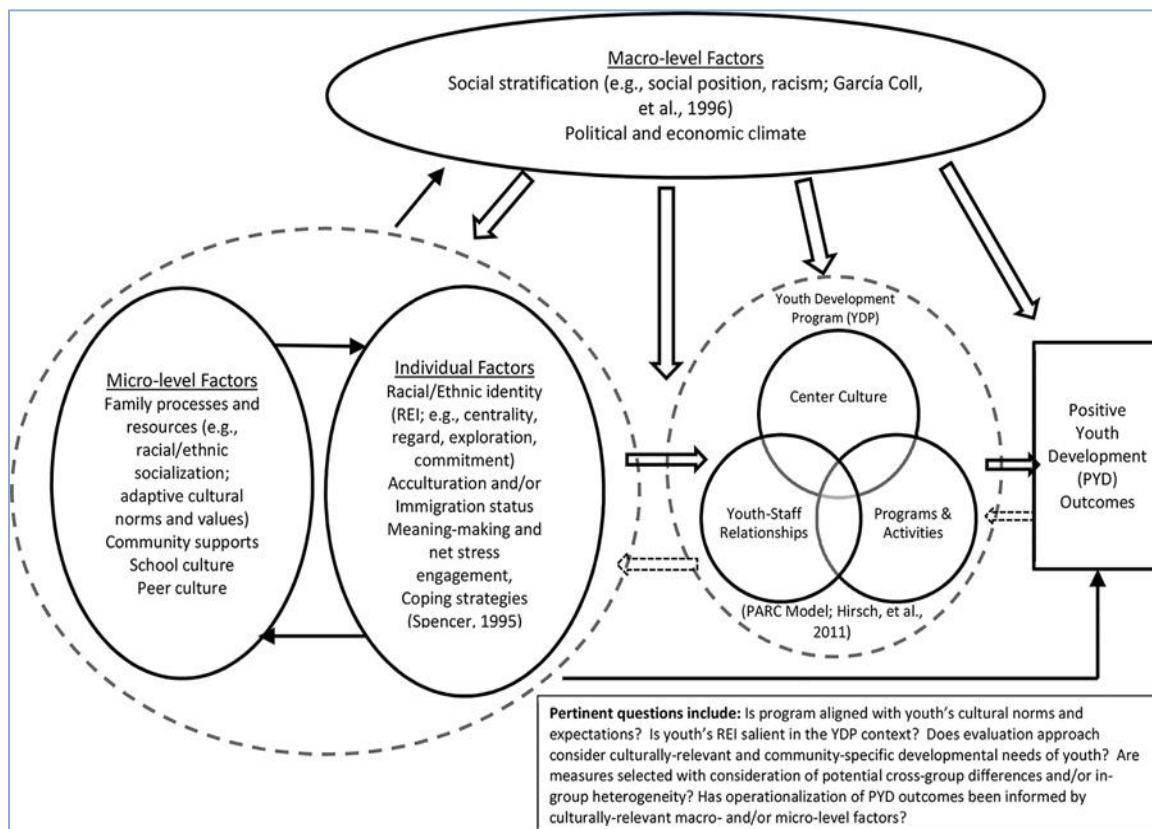 Macro-level Factors
Social stratification (e.g., social position, racism; García Coll,
et al., 1996)
Political and economic climate
Micro-level Factors
Family processes and
resources (e.g.,
racial/ethnic
socialization;
adaptive cultural
norms and values)
Community supports
School culture
Peer culture
Individual Factors
Racial/Ethnic identity
(REI; e.g., centrality,
regard, exploration,
commitment)
Acculturation and/or
Immigration status
Meaning-making and
net stress
engagement,
Coping strategies
(Spencer, 1995)
Youth Development
Program (YDP)
Center Culture
Youth-Staff
Relationships
Programs &
Activities
(PARC Model; Hirsch, et al.,
2011)
Positive
Youth
Development
(PYD)
Outcomes
Pertinent questions include: Is program aligned with youth's cultural norms and
expectations? Is youth's REI salient in the YDP context? Does evaluation approach
consider culturally-relevant and community-specific developmental needs of youth? Are
measures selected with consideration of potential cross-group differences and/or in-
group heterogeneity? Has operationalization of PYD outcomes been informed by
culturally-relevant macro- and/or micro-level factors?